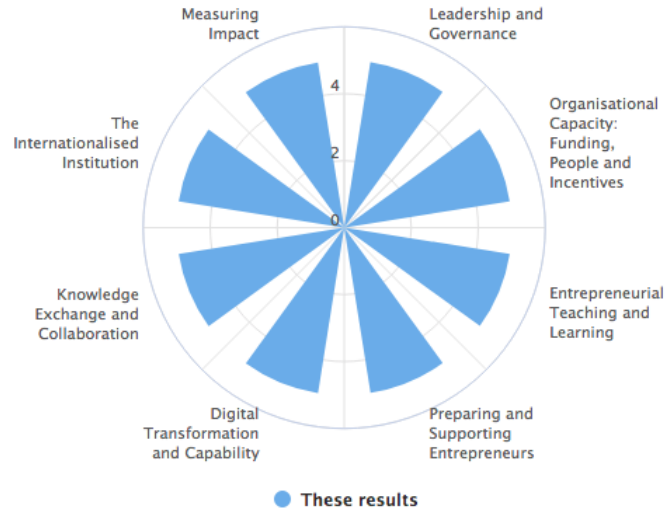 Measuring
Impact
Leadership and
Governance
4
The
Internationalised
Institution
Organisational
Capacity:
Funding,
People and
Incentives
2
0
Knowledge
Exchange and
Collaboration
Entrepreneurial
Teaching and
Learning
Digital
Transformation
and Capability
Preparing and
Supporting
Entrepreneurs
These results